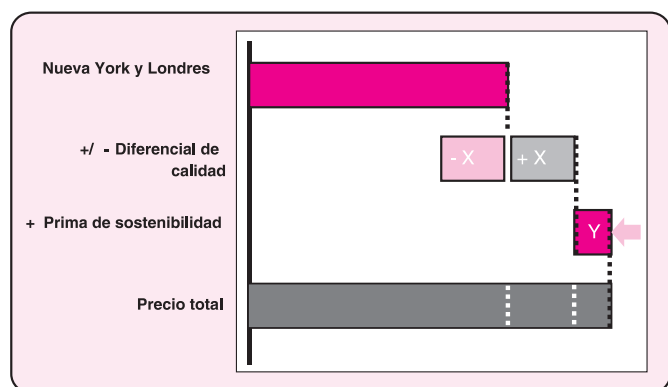 Nueva York y Londres
+/ - Diferencial de
calidad
- X
+ X
+ Prima de sostenibilidad
Y
Precio total